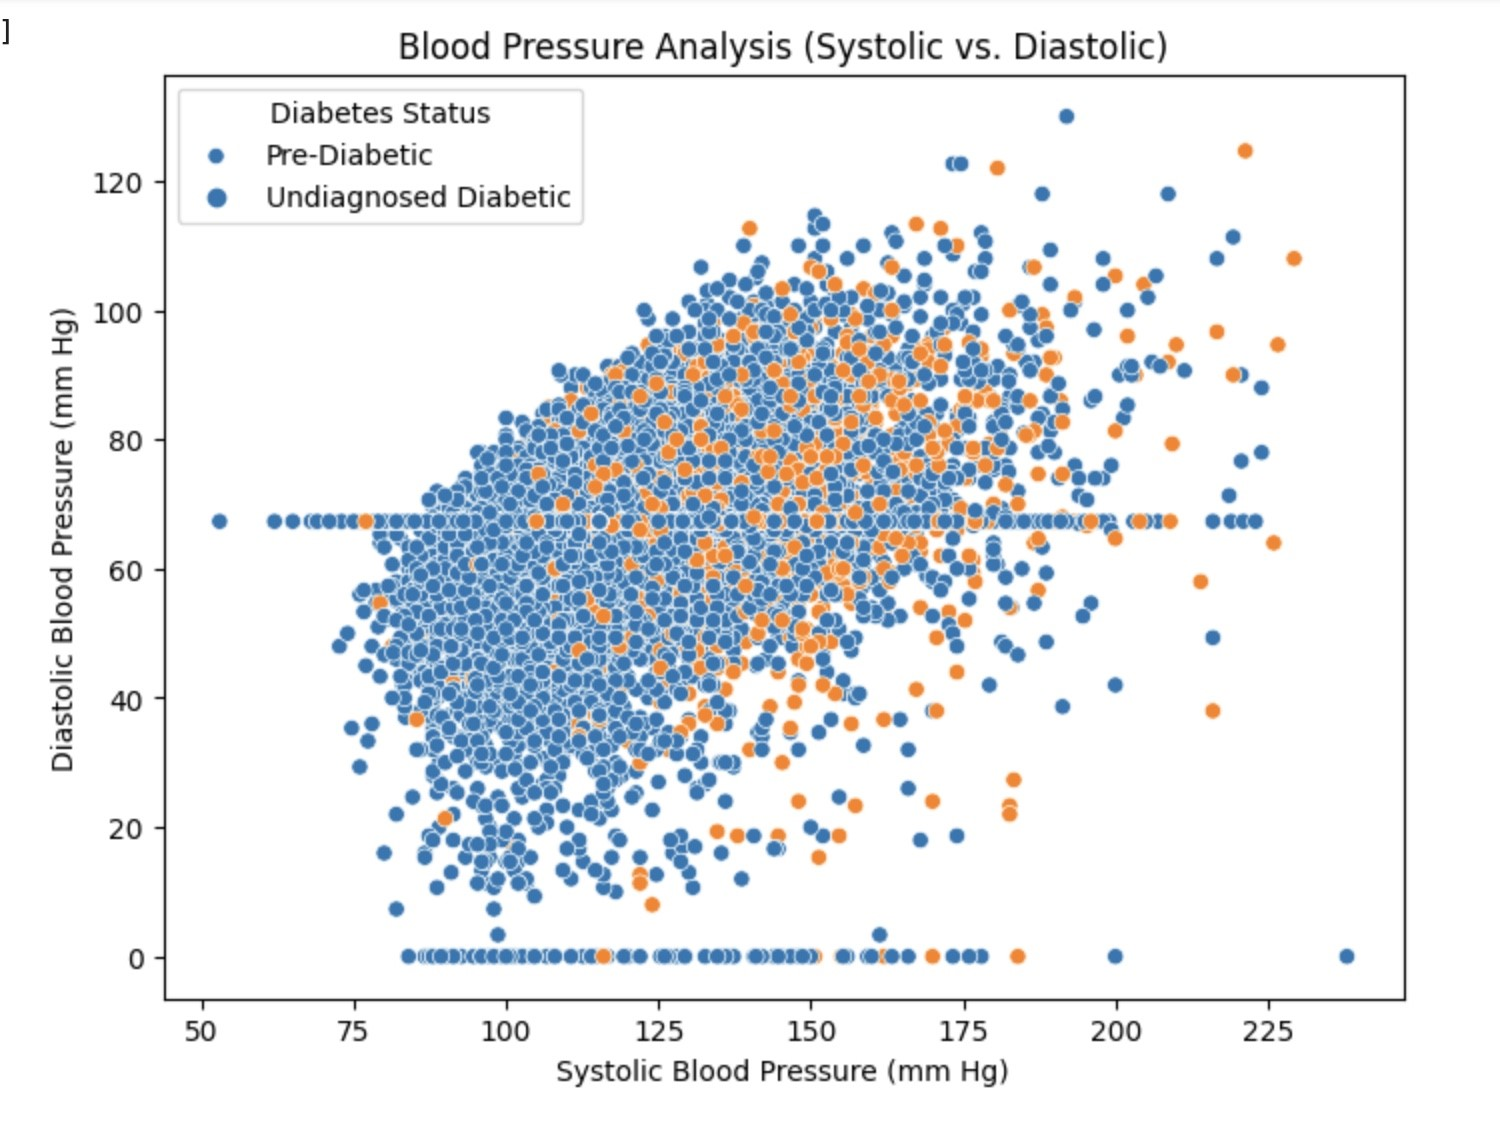 ]
Blood Pressure Analysis (Systolic vs. Diastolic)
Diabetes Status
Pre-Diabetic
Undiagnosed Diabetic
Diastolic Blood Pressure (mm Hg)
120
100
80
60
40
20
0
50 75 100 125 150 175 200 225
Systolic Blood Pressure (mm Hg)